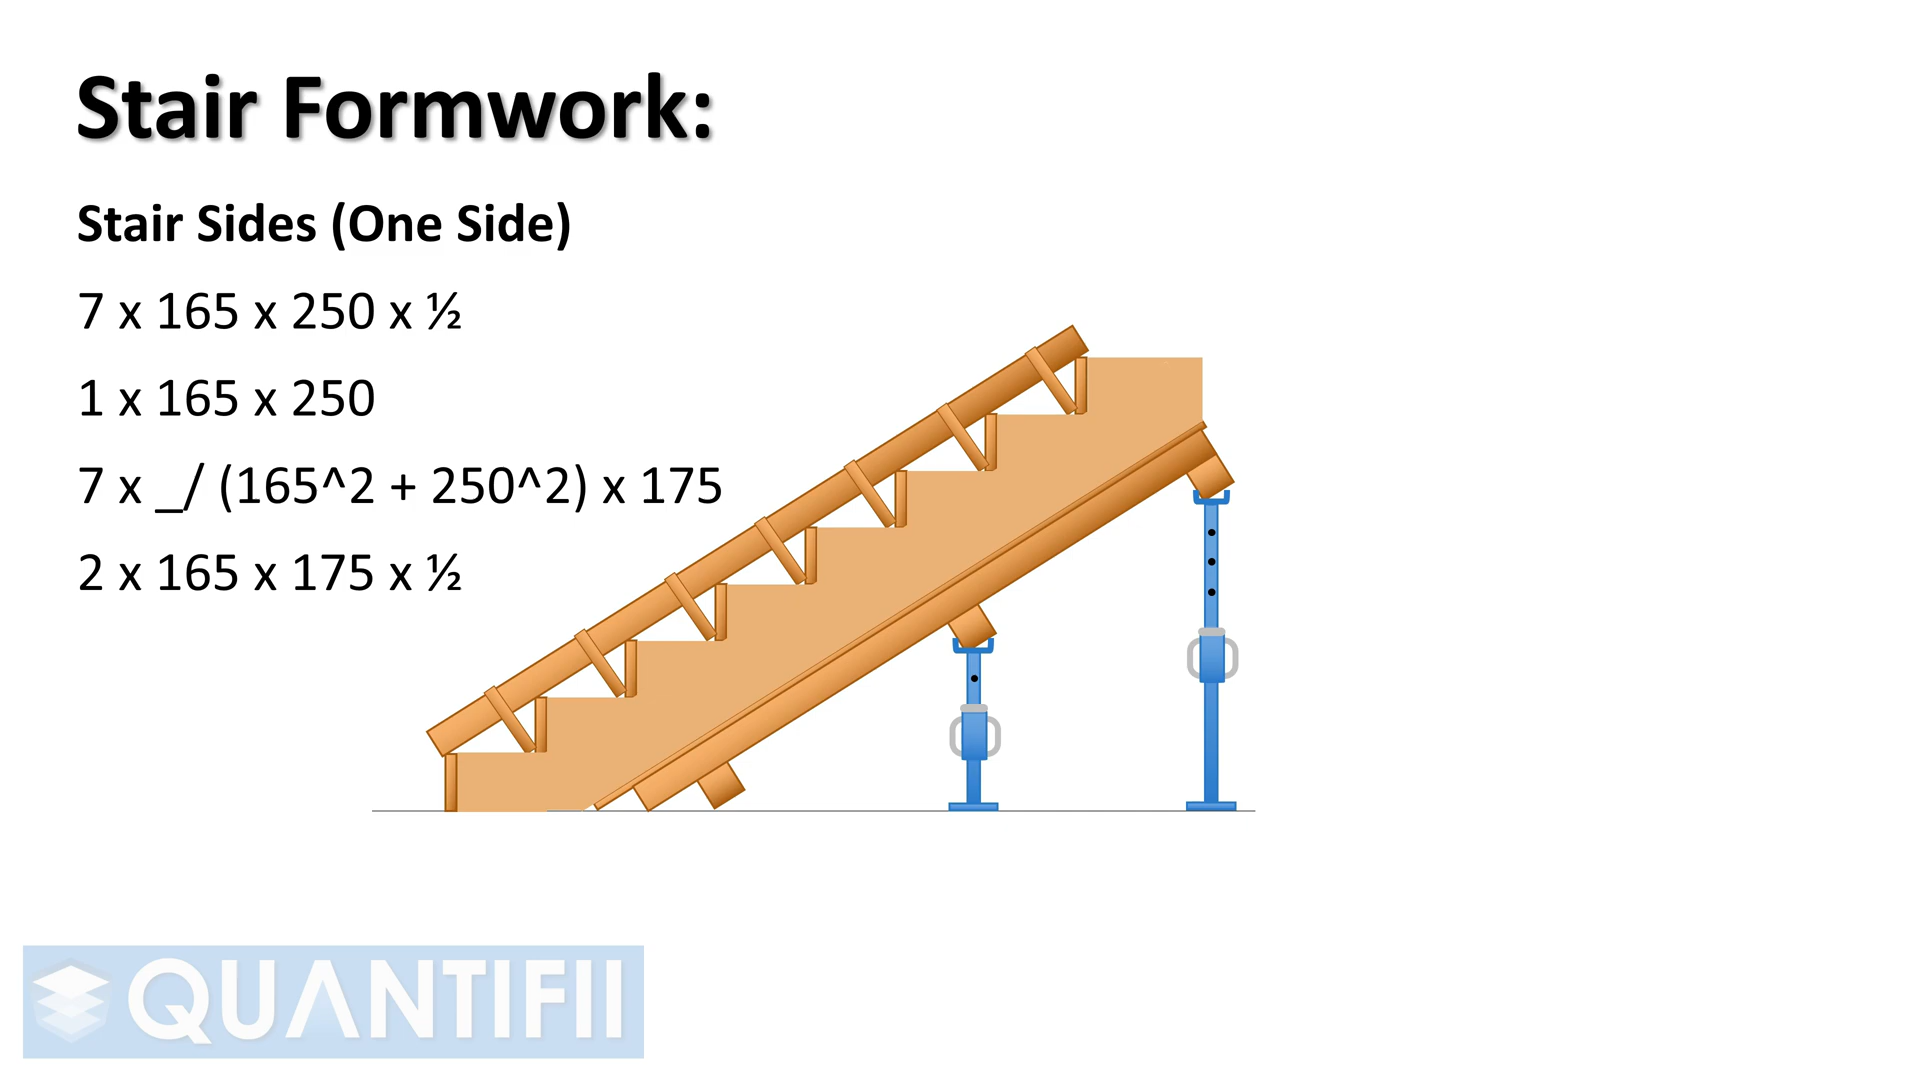 Stair Formwork:
Stair Sides (One Side)
7 x 165 x 250 x ½
1 x 165 x 250
7 x _/ (165^2 + 250^2) x 175
2 x 165 x 175 x ½
QUANTIFII